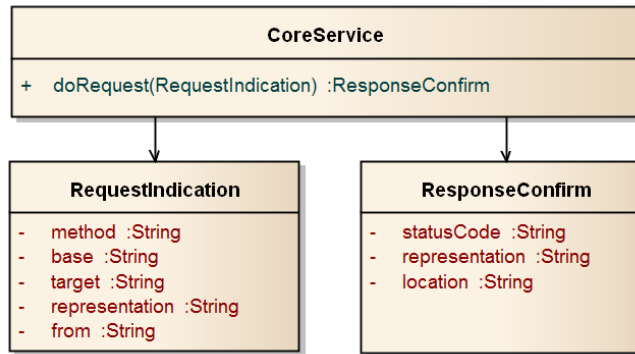 CoreService
+ doRequest(RequestIndication) :ResponseConfirm
RequestIndication
- method :String
- base :String
- target :String
- representation :String
- from :String
ResponseConfirm
- statusCode :String
- representation :String
- location :String